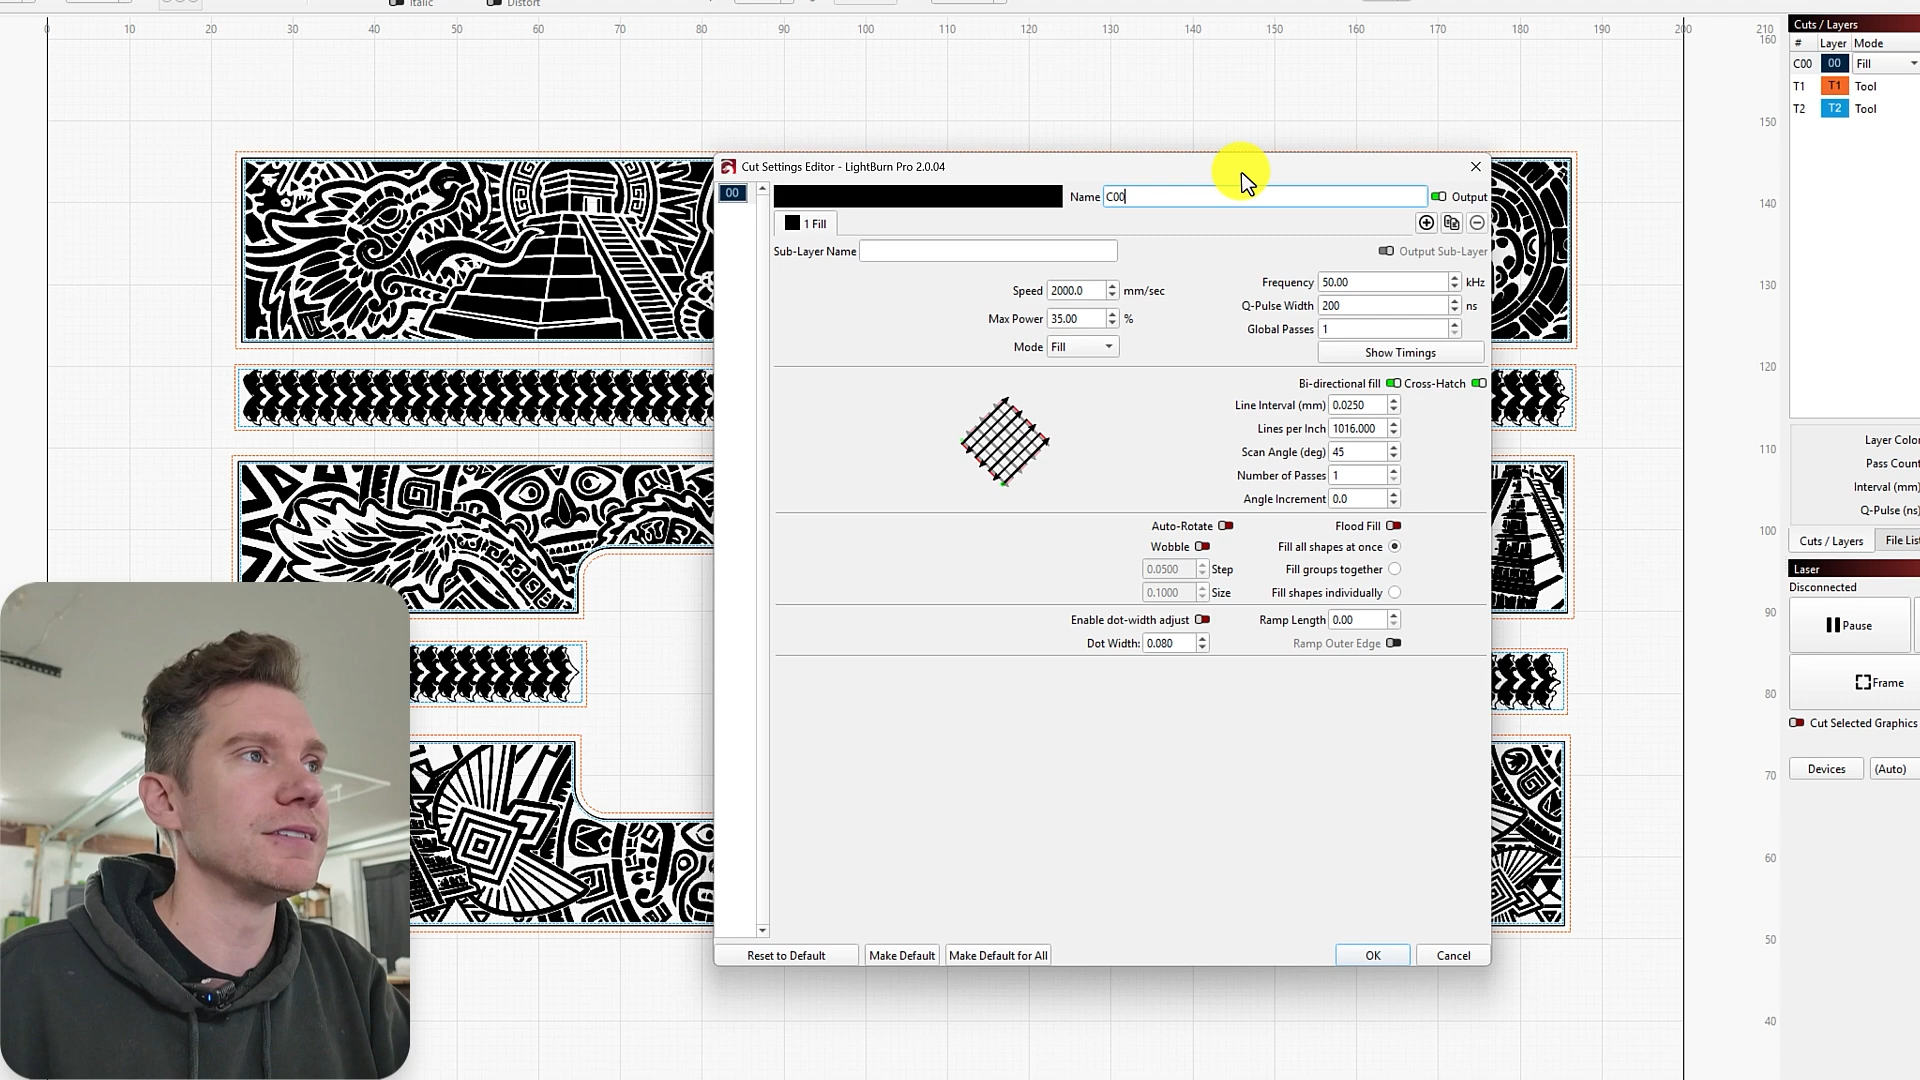 Italic
Distort
0 10 20 30 40 50 60 70 80 90 100 110 120 130 140 150 160 170 180 190 200 210
160
150
140
130
120
110
100
90
80
70
60
50
40
Cut Settings Editor - LightBurn Pro 2.0.04
00
Name C00 Output
1 Fill
Sub-Layer Name Output Sub-Layer
Speed 2000.0 mm/sec
Max Power 35.00 %
Mode Fill
Frequency 50.00 kHz
Q-Pulse Width 200 ns
Global Passes 1
Show Timings
Bi-directional fill Cross-Hatch
Line Interval (mm) 0.0250
Lines per Inch 1016.000
Scan Angle (deg) 45
Number of Passes 1
Angle Increment 0.0
Auto-Rotate Flood Fill
Wobble Fill all shapes at once
0.0500 Step Fill groups together
0.1000 Size Fill shapes individually
Enable dot-width adjust Ramp Length 0.00
Dot Width: 0.080 Ramp Outer Edge
Reset to Default Make Default Make Default for All OK Cancel
Cuts / Layers
# Layer Mode
C00 00 Fill
T1 T1 Tool
T2 T2 Tool
Layer Color
Pass Count
Interval (mm)
Q-Pulse (ns)
Cuts / Layers File List
Laser
Disconnected
Pause
Frame
Cut Selected Graphics
Devices (Auto)